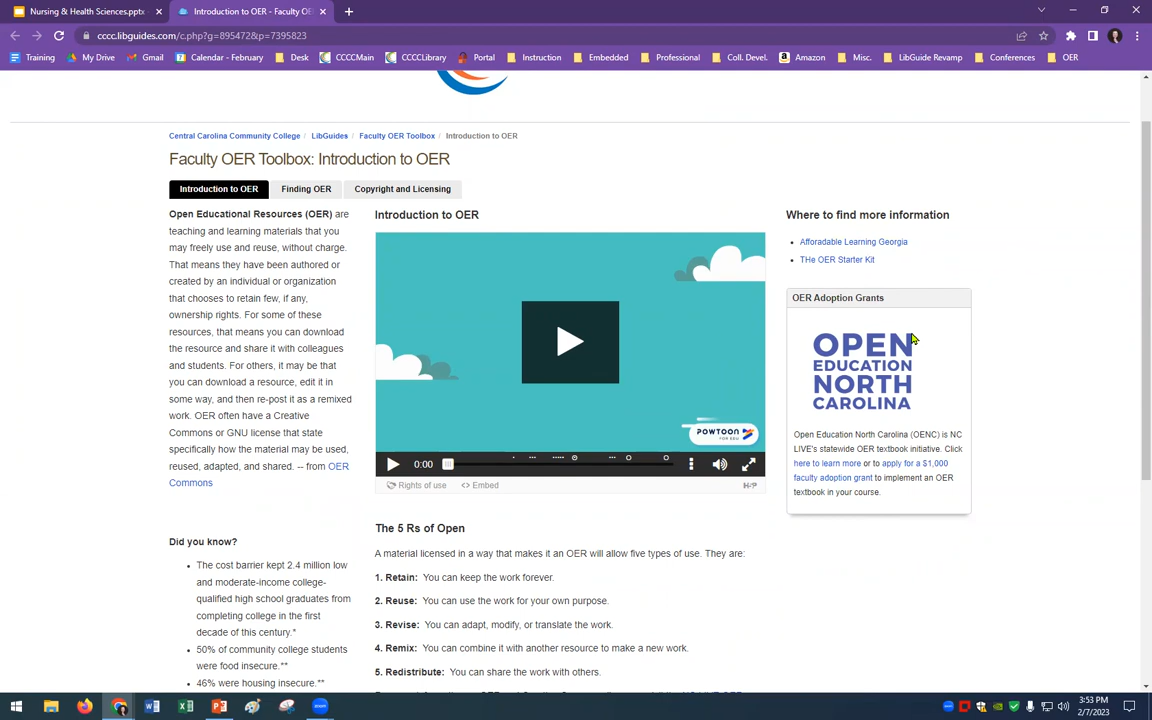 Nursing & Health Sciences.pptx
Introduction to OER - Faculty OE
cccc.libguides.com/c.php?g=895472&p=7395823
Training
My Drive
Gmail
Calendar - February
Desk
CCCCMain
CCCCLibrary
Portal
Instruction
Embedded
Professional
Coll. Devel.
Amazon
Misc.
LibGuide Revamp
Conferences
OER
Central Carolina Community College / LibGuides / Faculty OER Toolbox / Introduction to OER
Faculty OER Toolbox: Introduction to OER
Introduction to OER
Finding OER
Copyright and Licensing
Open Educational Resources (OER) are
teaching and learning materials that you
may freely use and reuse, without charge.
That means they have been authored or
created by an individual or organization
that chooses to retain few, if any,
ownership rights. For some of these
resources, that means you can download
the resource and share it with colleagues
and students. For others, it may be that
you can download a resource, edit it in
some way, and then re-post it as a remixed
work. OER often have a Creative
Commons or GNU license that state
specifically how the material may be used,
reused, adapted, and shared. -- from OER
Commons
Did you know?
The cost barrier kept 2.4 million low
and moderate-income college-
qualified high school graduates from
completing college in the first
decade of this century.*
50% of community college students
were food insecure.**
46% were housing insecure.**
Introduction to OER
POWTOON
FOR EDU
0:00
Rights of use
<> Embed
H-P
The 5 Rs of Open
A material licensed in a way that makes it an OER will allow five types of use. They are:
1. Retain: You can keep the work forever.
2. Reuse: You can use the work for your own purpose.
3. Revise: You can adapt, modify, or translate the work.
4. Remix: You can combine it with another resource to make a new work.
5. Redistribute: You can share the work with others.
Where to find more information
Afforadable Learning Georgia
THe OER Starter Kit
OER Adoption Grants
OPEN
EDUCATION
NORTH
CAROLINA
Open Education North Carolina (OENC) is NC
LIVE's statewide OER textbook initiative. Click
here to learn more or to apply for a $1,000
faculty adoption grant to implement an OER
textbook in your course.
3:53 PM
2/7/2023